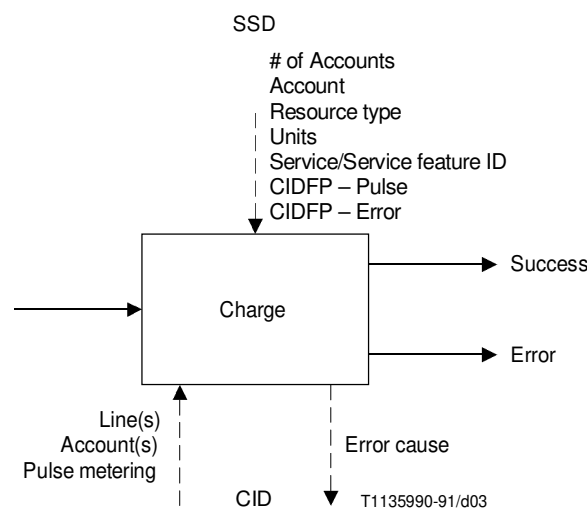 SSD
# of Accounts
Account
Resource type
Units
Service/Service feature ID
CIDFP – Pulse
CIDFP – Error
Success
Charge
Error
Line(s)
Account(s)
Pulse metering
Error cause
CID
T1135990-91/d03